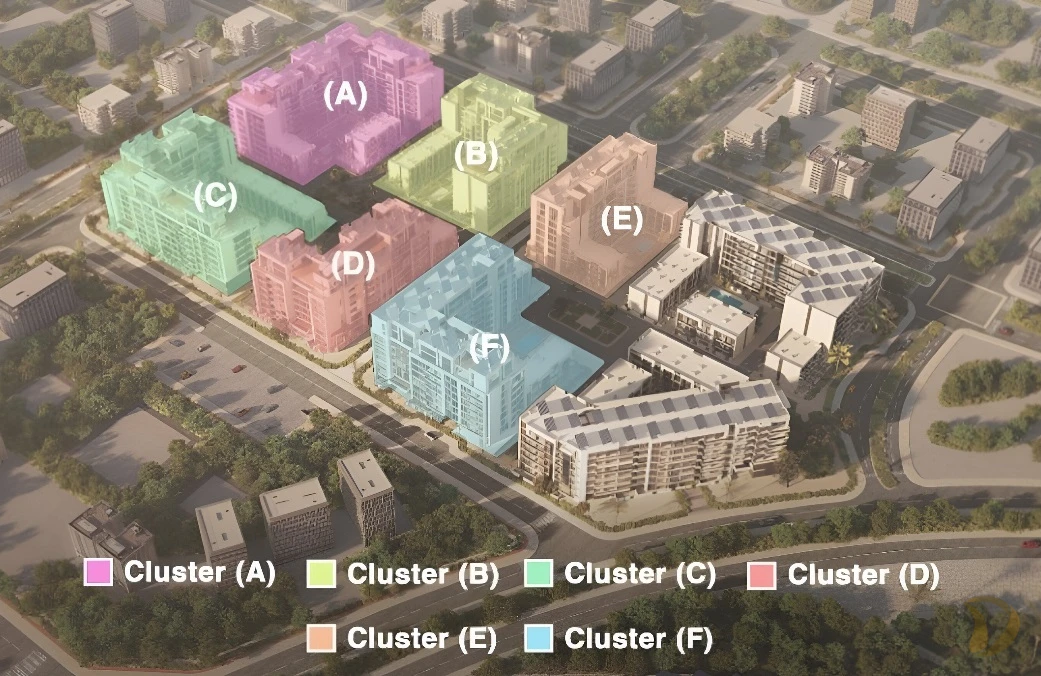 (A)
(B)
(C)
(E)
(D)
(F)
Cluster (A) Cluster (B) Cluster (C) Cluster (D)
Cluster (E) Cluster (F)